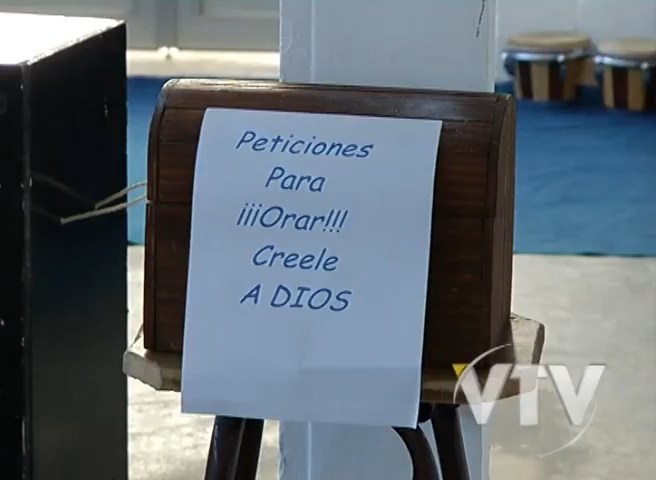 Peticiones
Para
¡¡¡Orar!!!
Creele
A DIOS
VTV